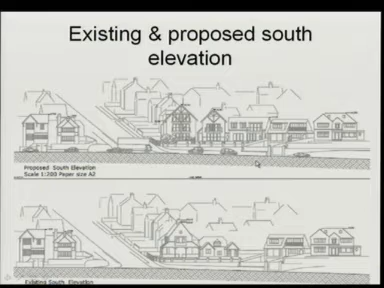 Existing & proposed south
elevation
Proposed South Elevation
Scale 1:200 Paper size A2
Existing South Elevation